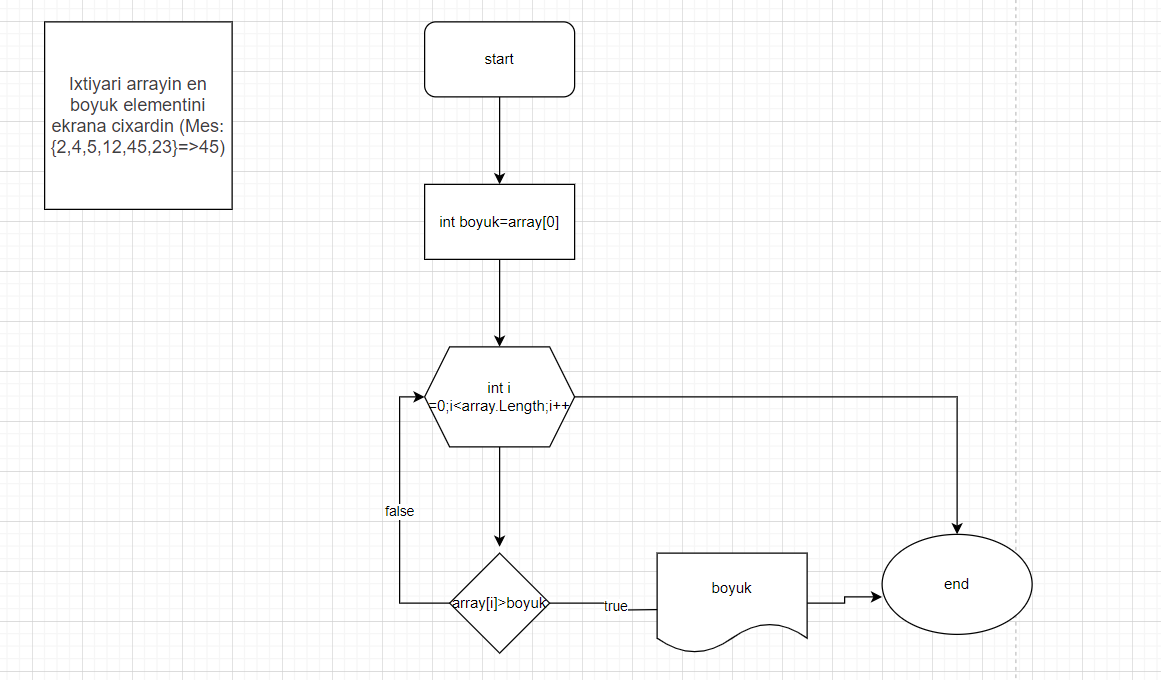 Ixtiyari arrayin en
boyuk elementini
ekrana cixardin (Mes:
{2,4,5,12,45,23}=>45)
start
int boyuk=array[0]
int i
=0;i<array.Length;i++
false
array[i]>boyuk
true
boyuk
end